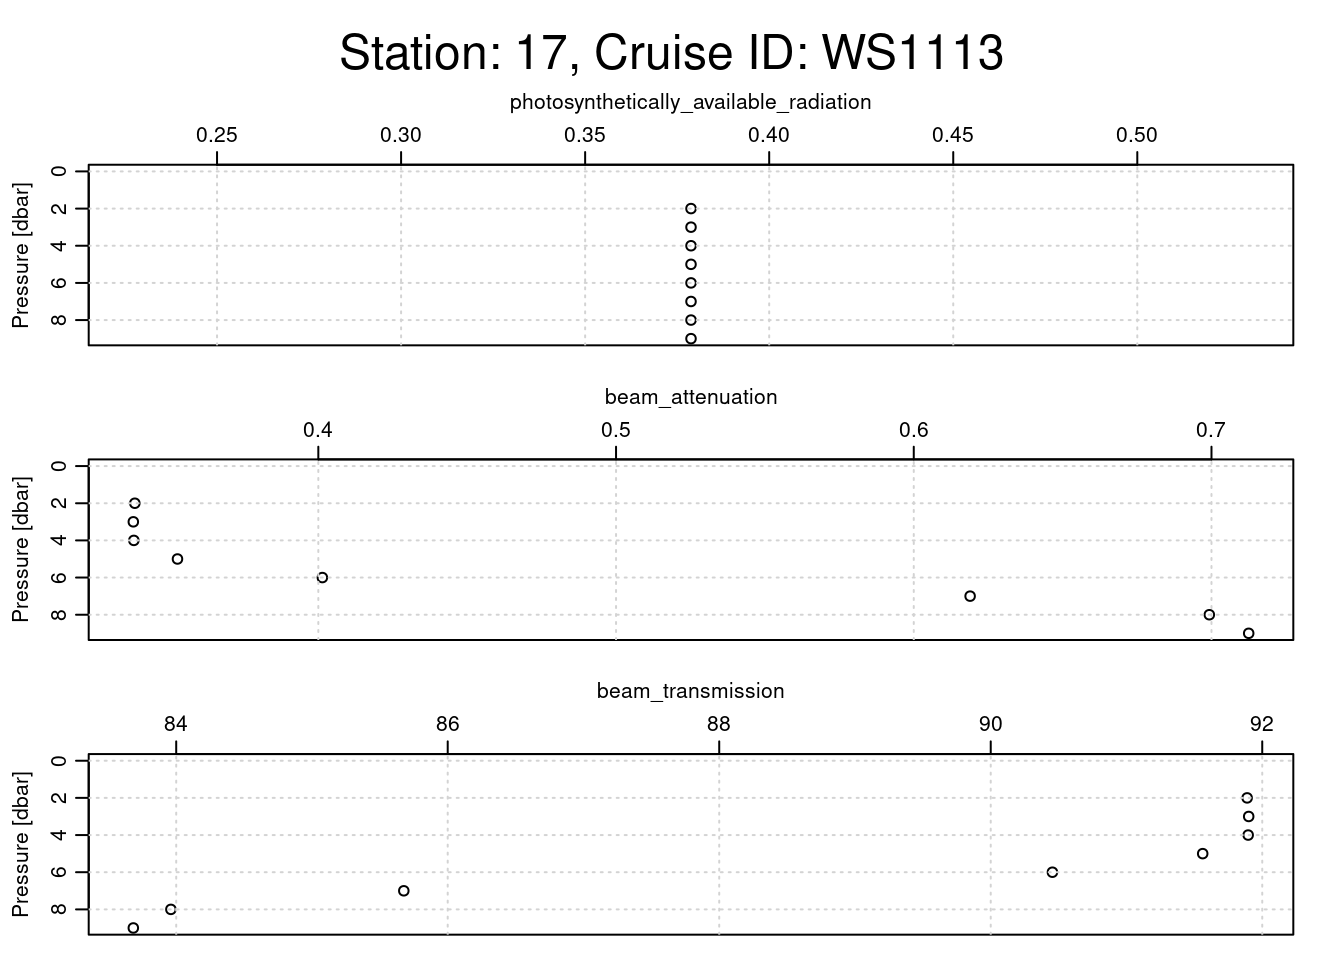 Station: 17, Cruise ID: WS1113
photosynthetically_available_radiation
0.25 0.30 0.35 0.40 0.45 0.50
Pressure [dbar]
0
2
4
6
8
beam_attenuation
0.4 0.5 0.6 0.7
Pressure [dbar]
0
2
4
6
8
beam_transmission
84 86 88 90 92
Pressure [dbar]
0
2
4
6
8